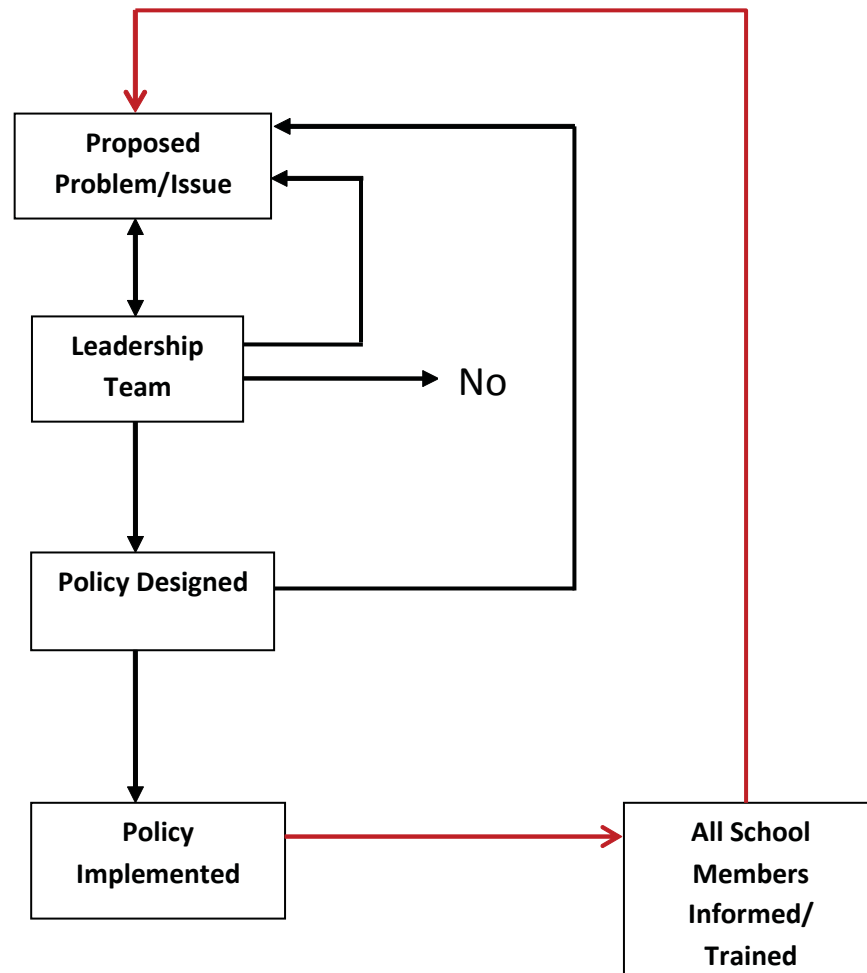 Proposed
Problem/Issue
Leadership
Team
No
Policy Designed
Policy
Implemented
All School
Members
Informed/
Trained